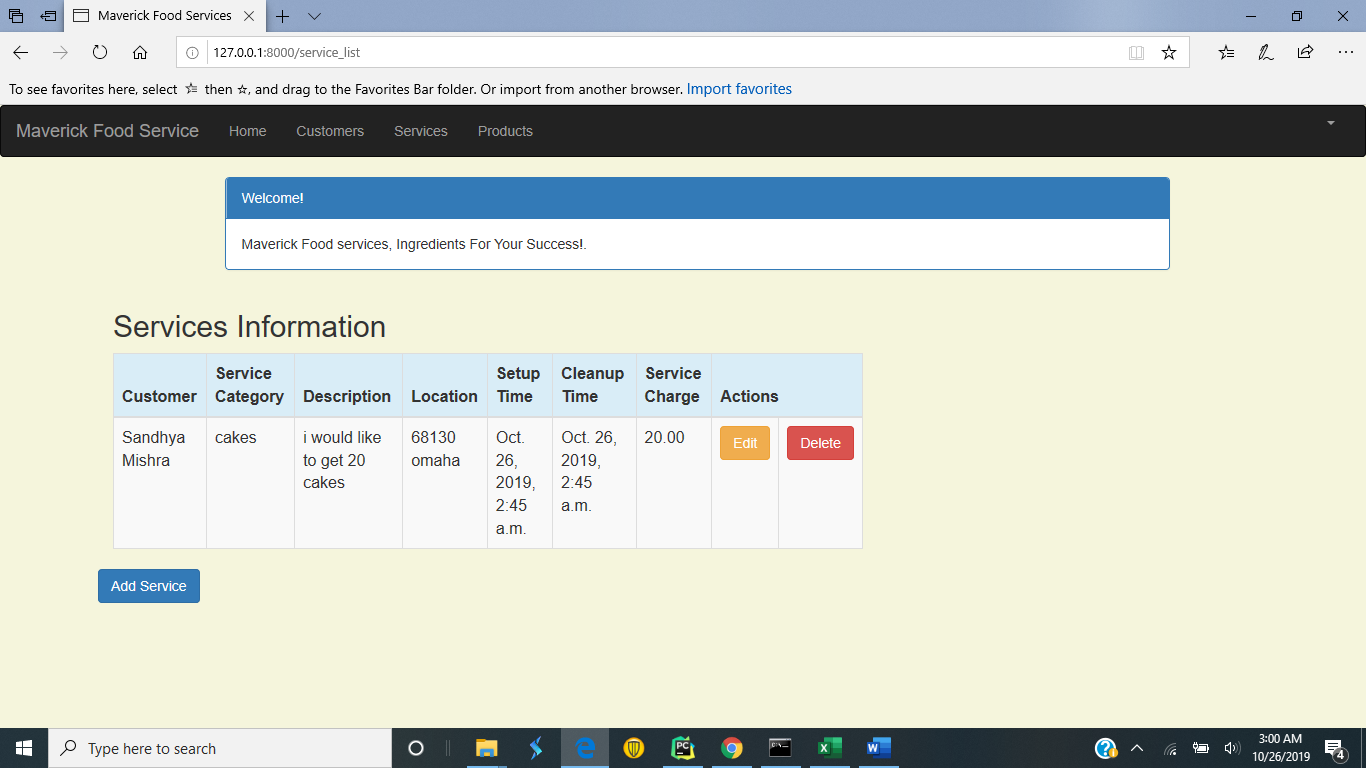 Maverick Food Services
127.0.0.1:8000/service_list
To see favorites here, select then , and drag to the Favorites Bar folder. Or import from another browser. Import favorites
Maverick Food Service Home Customers Services Products
Welcome!
Maverick Food services, Ingredients For Your Success!.
Services Information
Customer Service Category Description Location Setup Time Cleanup Time Service Charge Actions
Sandhya Mishra cakes i would like to get 20 cakes 68130 omaha Oct. 26, 2019, 2:45 a.m. Oct. 26, 2019, 2:45 a.m. 20.00 Edit Delete
Add Service
Type here to search
PC
3:00 AM
10/26/2019
4